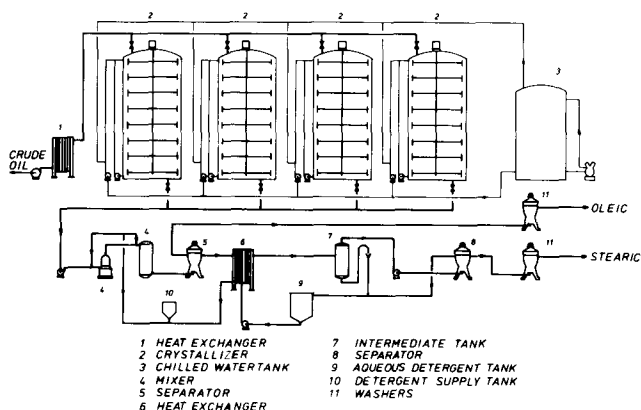 2 2 2 2
3
1
CRUDE
OIL
11
OLEIC
4 5 6 7 8 11
STEARIC
4 10 9
1 HEAT EXCHANGER
2 CRYSTALLIZER
3 CHILLED WATERTANK
4 MIXER
5 SEPARATOR
6 HEAT EXCHANGER
7 INTERMEDIATE TANK
8 SEPARATOR
9 AQUEOUS DETERGENT TANK
10 DETERGENT SUPPLY TANK
11 WASHERS